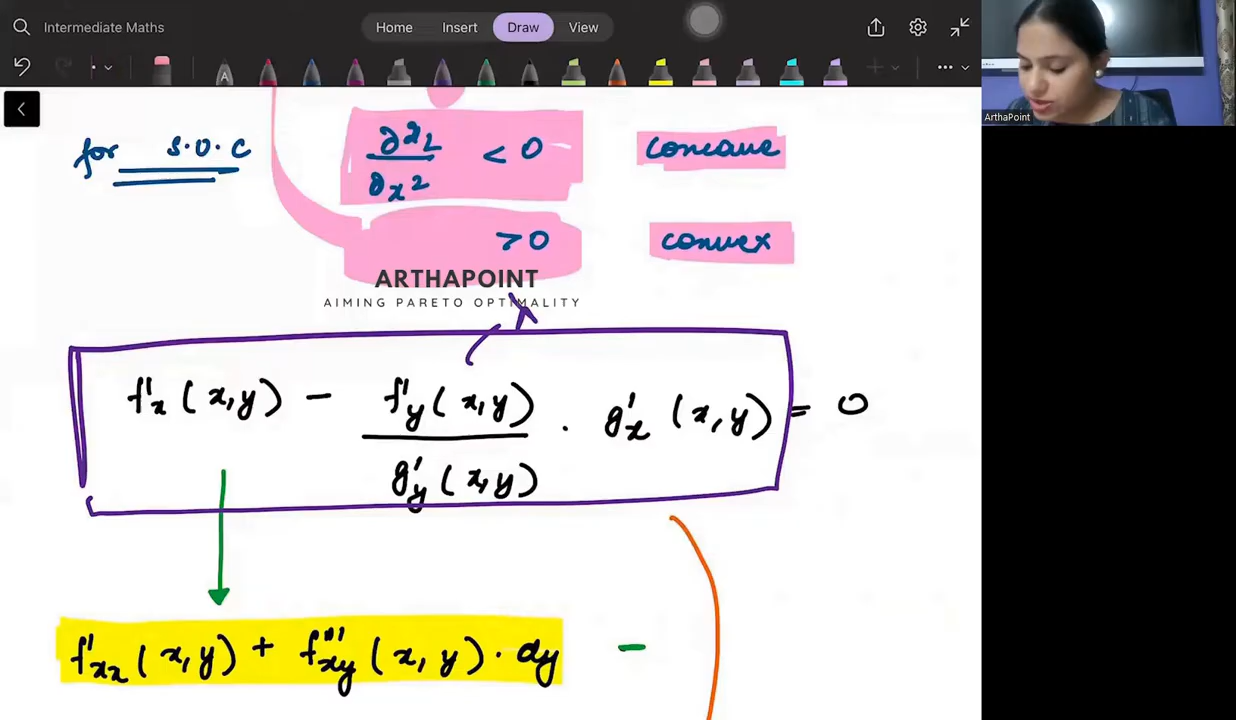 Intermediate Maths
Home Insert Draw View
ArthaPoint
for S.O.C ∂²L/∂x² < 0 concave
> 0 convex
ARTHAPOINT
AIMING PARETO OPTIMALITY
λ
f'x (x,y) − f'y (x,y)/g'y (x,y) . g'x (x,y) = 0
f'xx (x,y) + f'''xy (x,y) . dy −